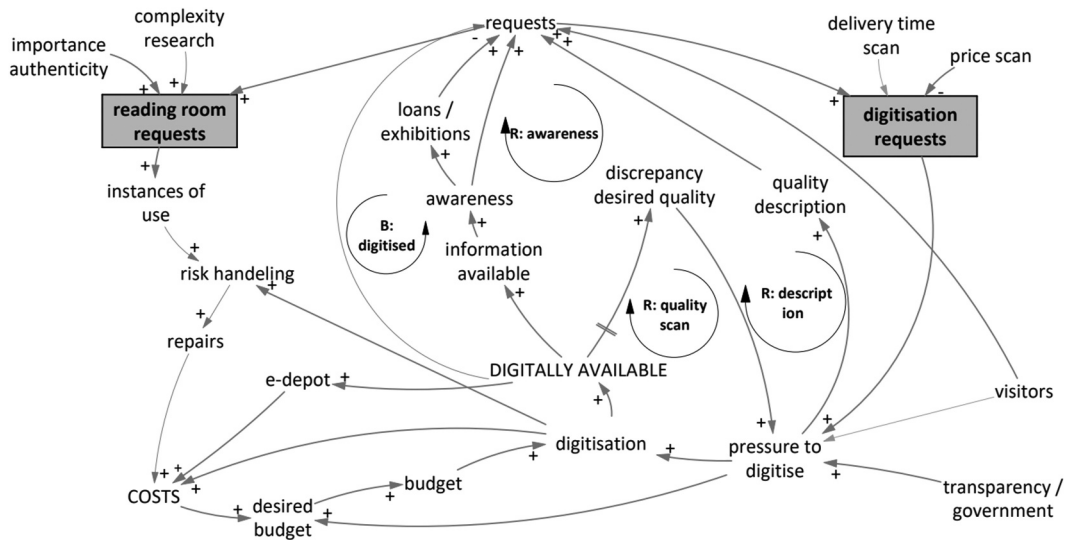 complexity
research
requests
delivery time
scan
importance
authenticity
price scan
reading room
requests
loans /
exhibitions
R: awareness
digitisation
requests
instances of
use
awareness
discrepancy
desired quality
quality
description
B:
digitised
information
available
risk handeling
R: quality
scan
R: descript
ion
repairs
e-depot
DIGITALLY AVAILABLE
visitors
digitisation
pressure to
digitise
COSTS
budget
desired
budget
transparency /
government